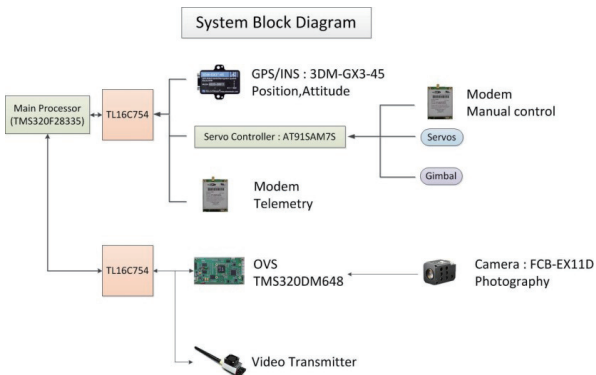 System Block Diagram
GPS/INS : 3DM-GX3-45
Position,Attitude
Main Processor
(TMS320F28335)
TL16C754
Servo Controller : AT91SAM7S
Modem
Manual control
Servos
Gimbal
Modem
Telemetry
TL16C754
OVS
TMS320DM648
Camera : FCB-EX11D
Photography
Video Transmitter